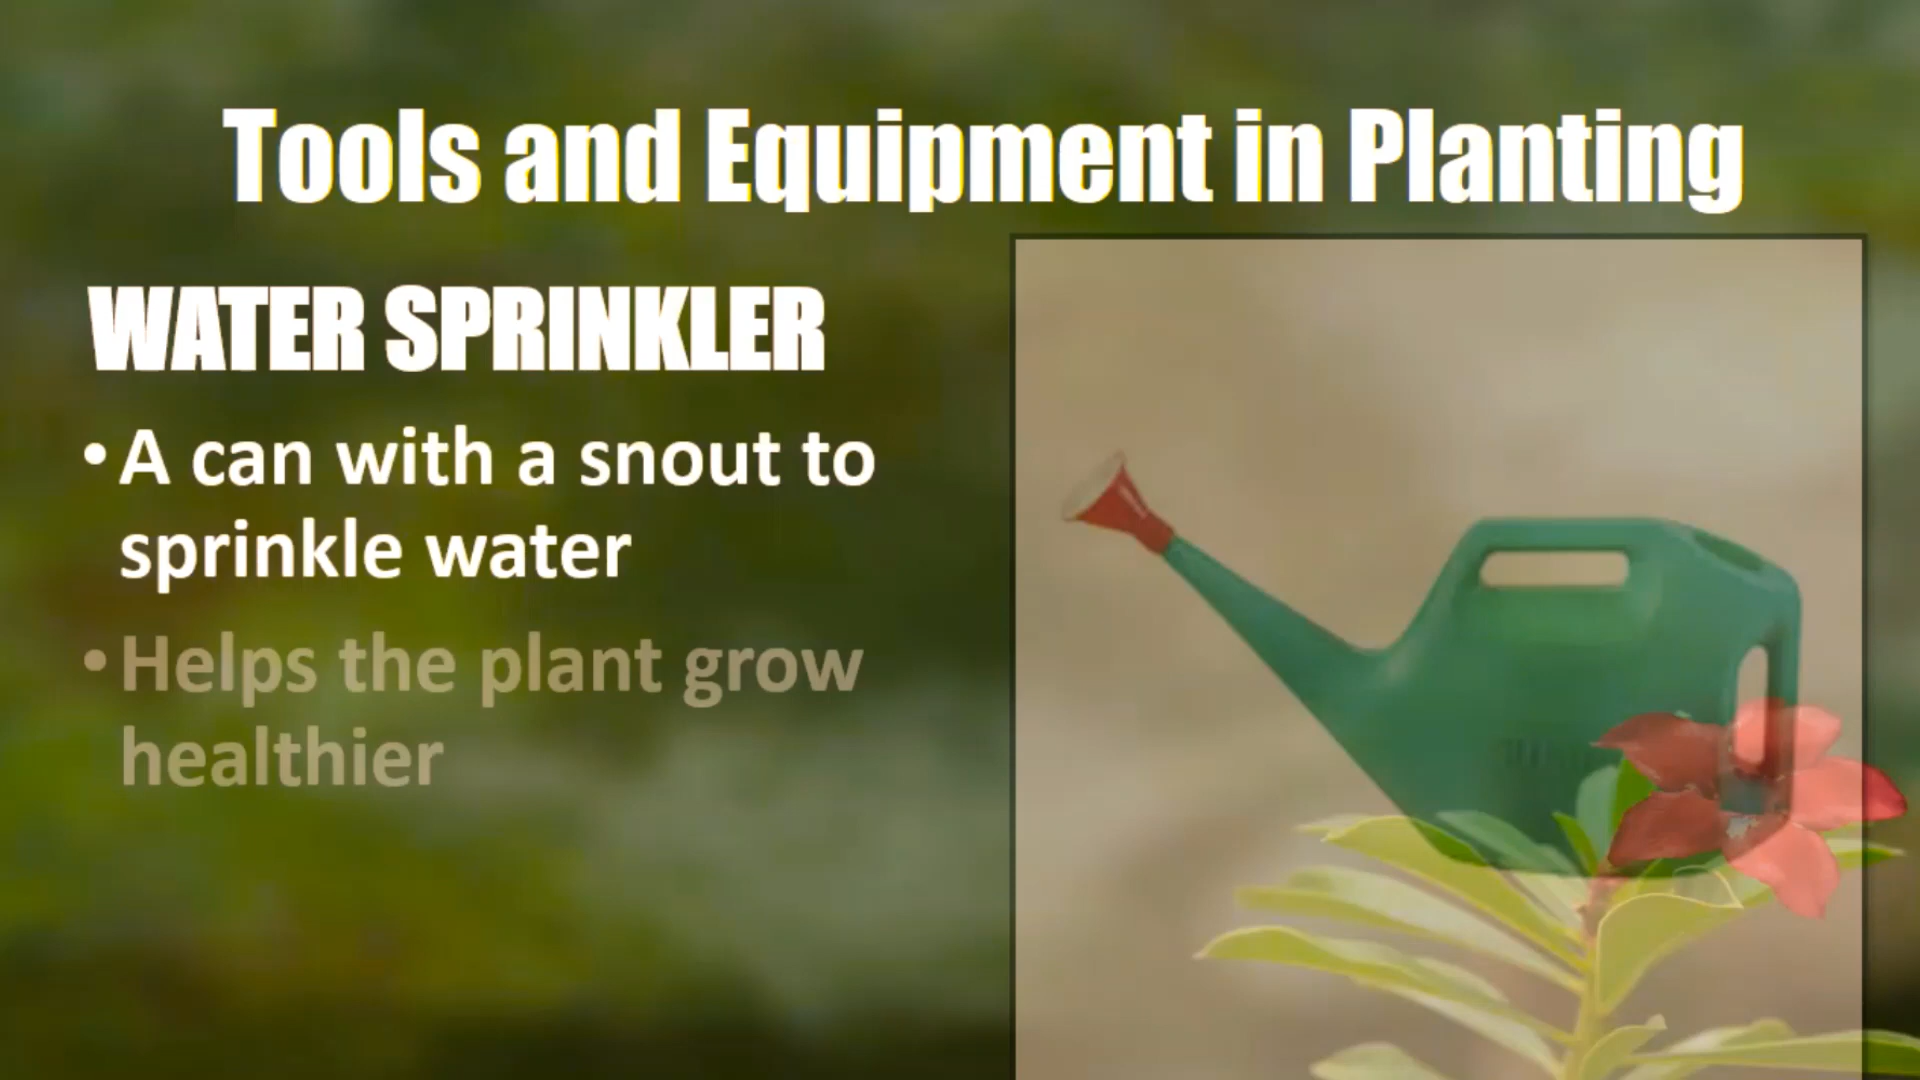 Tools and Equipment in Planting
WATER SPRINKLER
• A can with a snout to
sprinkle water
• Helps the plant grow
healthier